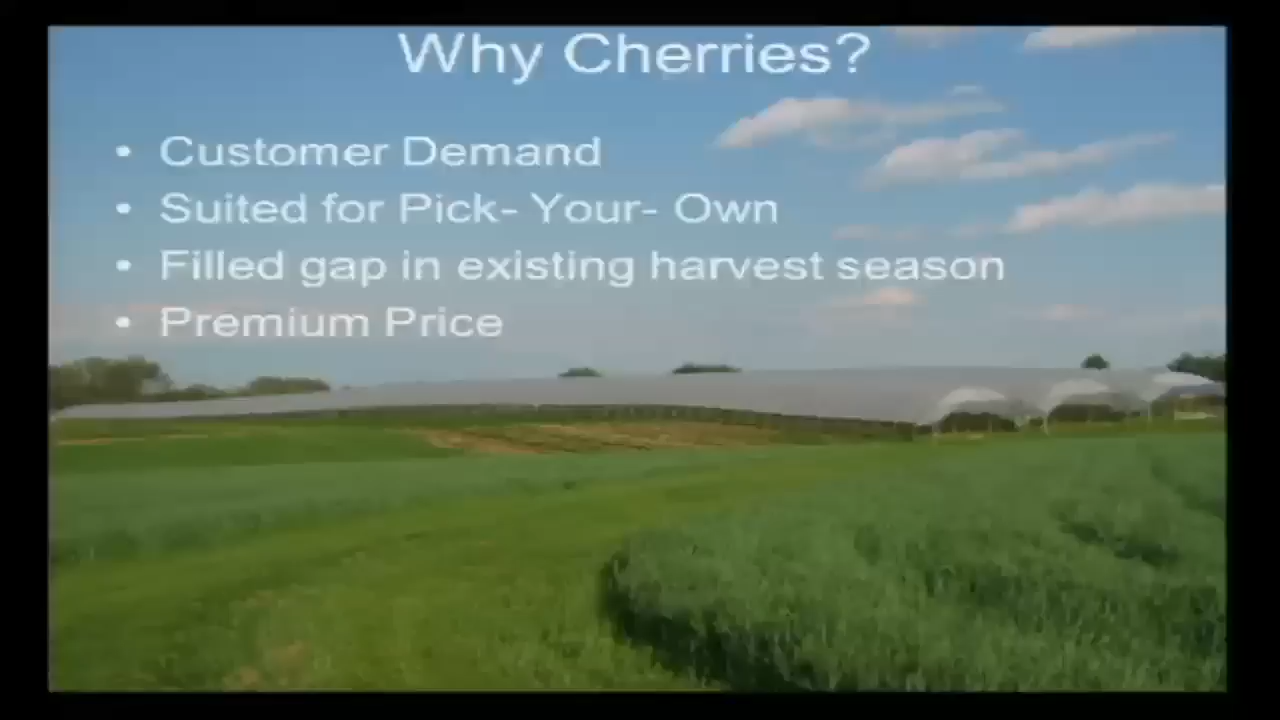 Why Cherries?
• Customer Demand
• Suited for Pick- Your- Own
• Filled gap in existing harvest season
• Premium Price